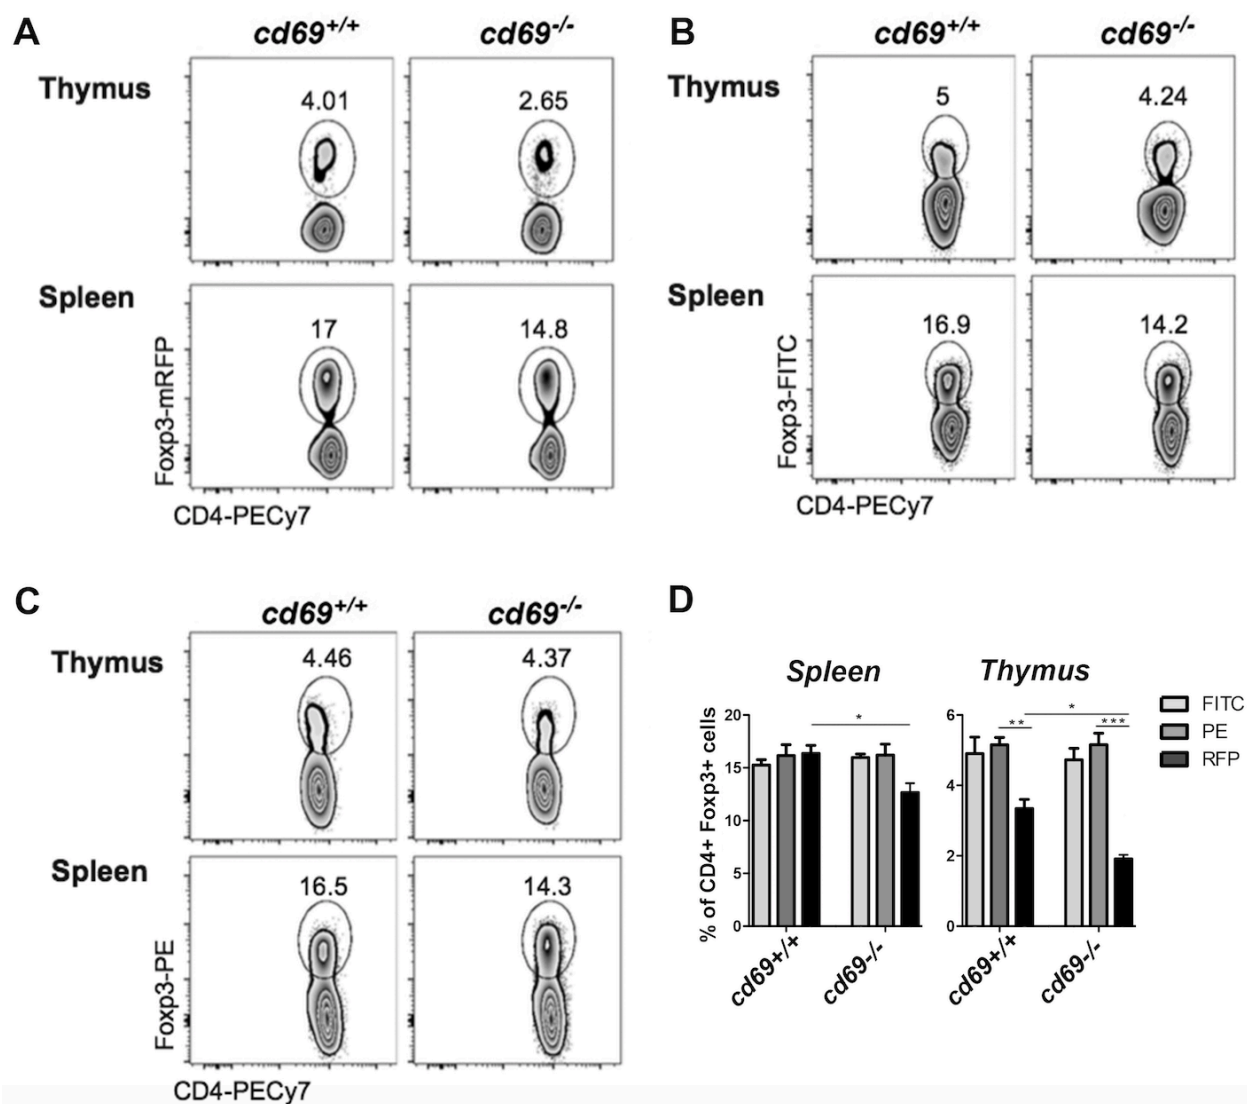 A
cd69+/+ cd69-/-
Thymus
4.01 2.65
Spleen
17 14.8
Foxp3-mRFP
CD4-PECy7
B
cd69+/+ cd69-/-
Thymus
5 4.24
Spleen
16.9 14.2
Foxp3-FITC
CD4-PECy7
C
cd69+/+ cd69-/-
Thymus
4.46 4.37
Spleen
16.5 14.3
Foxp3-PE
CD4-PECy7
D
Spleen Thymus
% of CD4+ Foxp3+ cells
20
15
10
5
0
*
cd69+/+ cd69-/-
6
4
2
0
*
** ***
cd69+/+ cd69-/-
FITC
PE
RFP